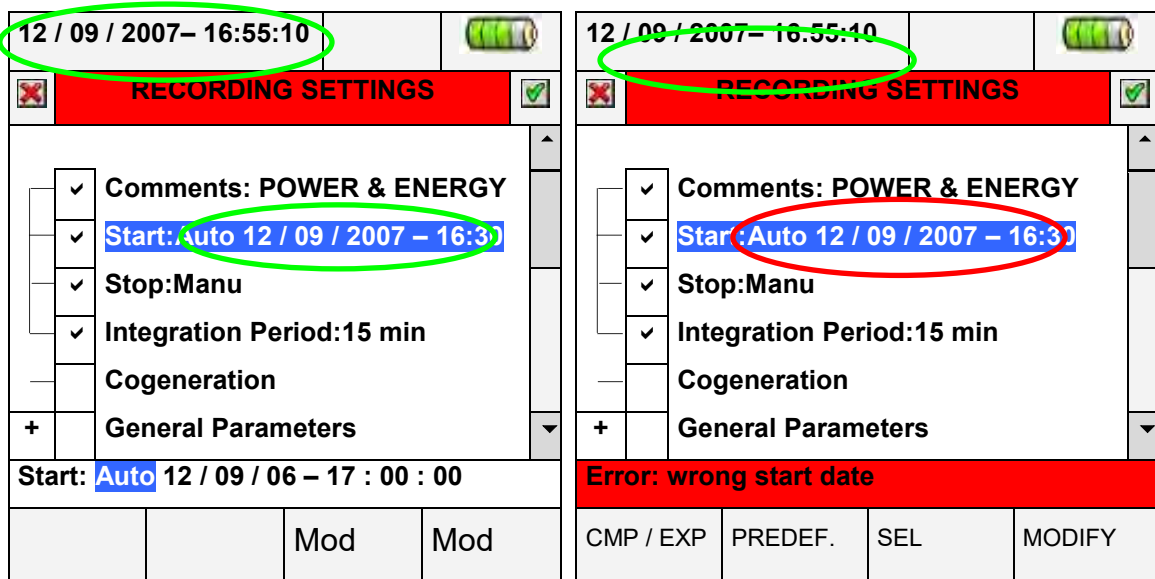 12 / 09 / 2007– 16:55:10
RECORDING SETTINGS
Comments: POWER & ENERGY
Start:Auto 12 / 09 / 2007 – 16:30
Stop:Manu
Integration Period:15 min
Cogeneration
+ General Parameters
Start: Auto 12 / 09 / 06 – 17 : 00 : 00
Mod Mod
12 / 09 / 2007– 16:55:10
RECORDING SETTINGS
Comments: POWER & ENERGY
Start:Auto 12 / 09 / 2007 – 16:30
Stop:Manu
Integration Period:15 min
Cogeneration
+ General Parameters
Error: wrong start date
CMP / EXP PREDEF. SEL MODIFY